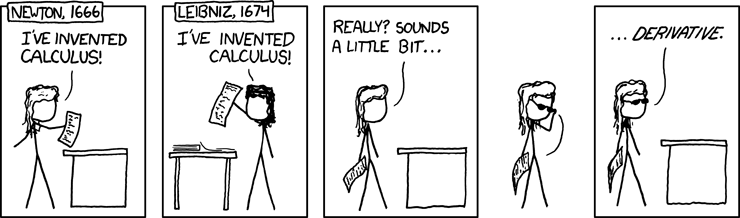 NEWTON, 1666
I'VE INVENTED
CALCULUS!
LEIBNIZ, 1674
I'VE INVENTED
CALCULUS!
REALLY? SOUNDS
A LITTLE BIT...
... DERIVATIVE.